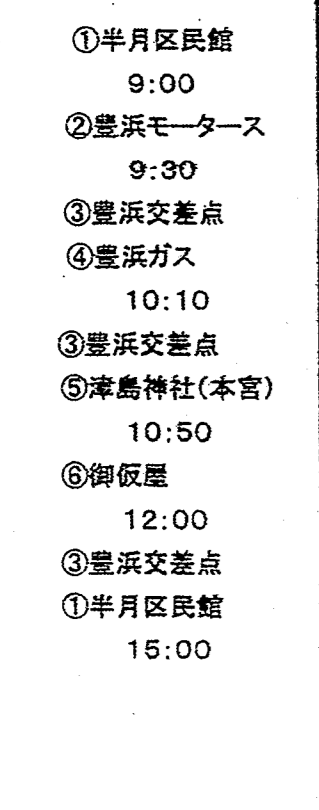 ①半月区民館
9:00
②豊浜モータース
9:30
③豊浜交差点
④豊浜ガス
10:10
③豊浜交差点
⑤津島神社(本宮)
10:50
⑥御仮屋
12:00
③豊浜交差点
①半月区民館
15:00